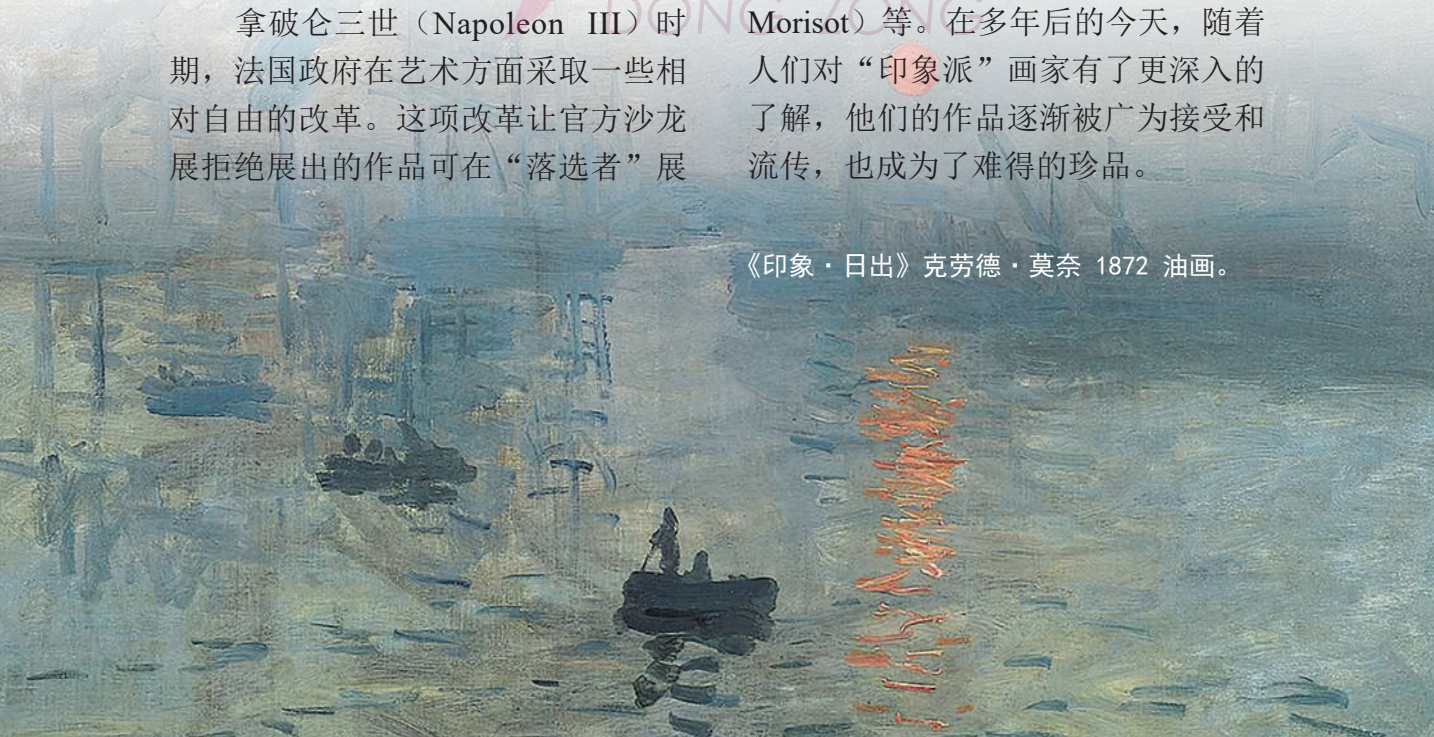 DONG ZONG
拿破仑三世（Napoleon III）时
期，法国政府在艺术方面采取一些相
对自由的改革。这项改革让官方沙龙
展拒绝展出的作品可在“落选者”展
Morisot）等。在多年后的今天，随着
人们对“印象派”画家有了更深入的
了解，他们的作品逐渐被广为接受和
流传，也成为了难得的珍品。
《印象·日出》克劳德·莫奈 1872 油画。